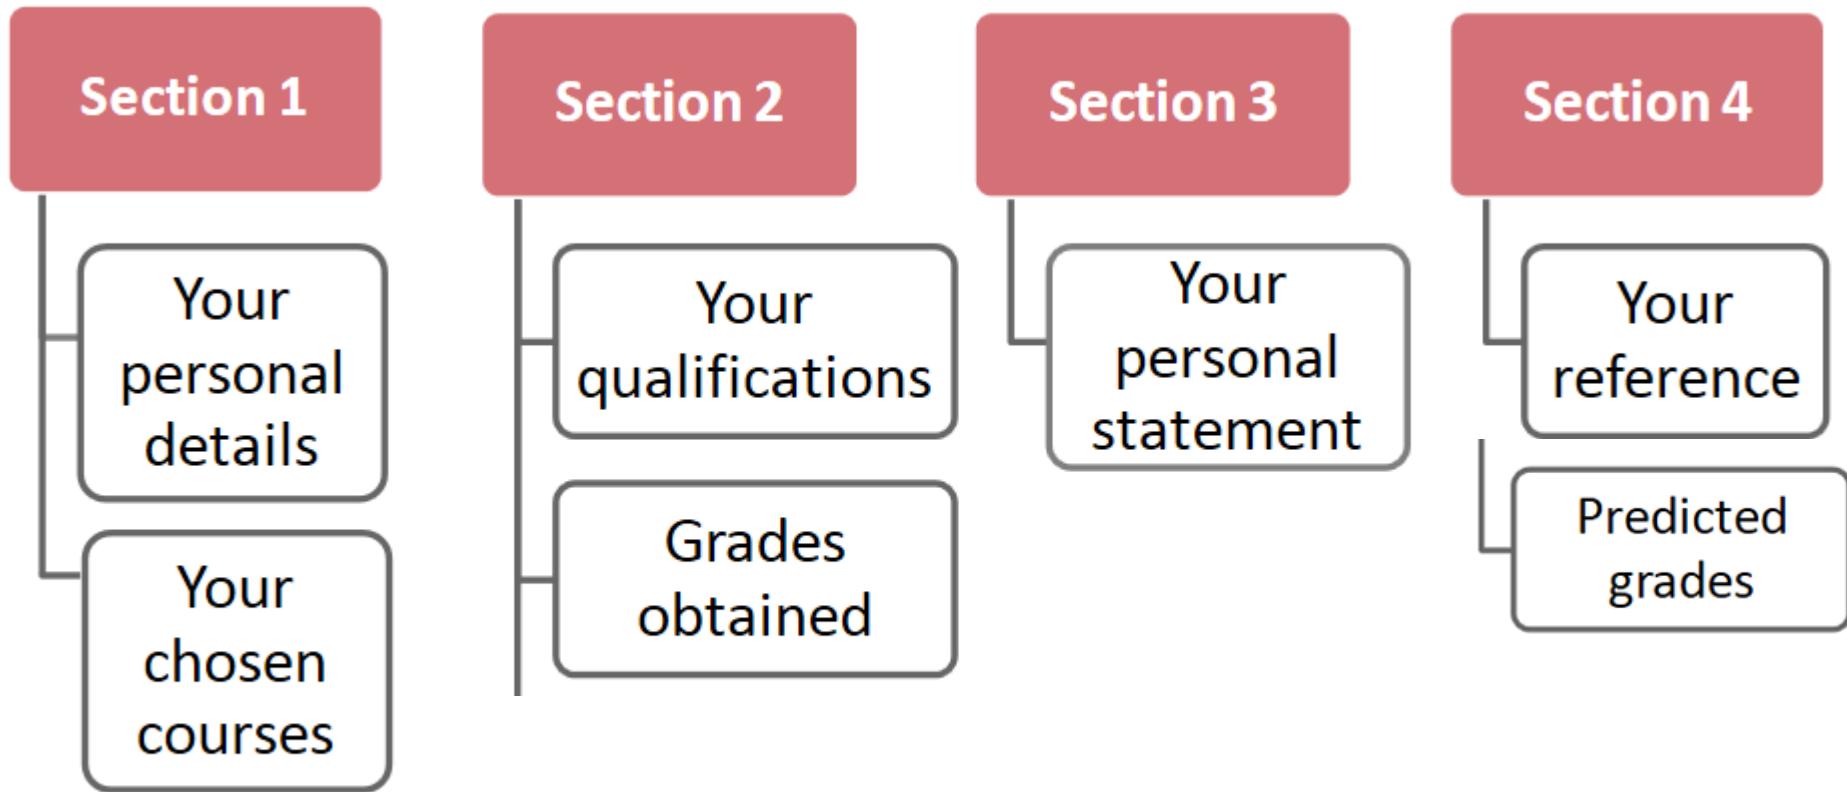 Section 1
Your
personal
details
Your
chosen
courses
Section 2
Your
qualifications
Grades
obtained
Section 3
Your
personal
statement
Section 4
Your
reference
Predicted
grades